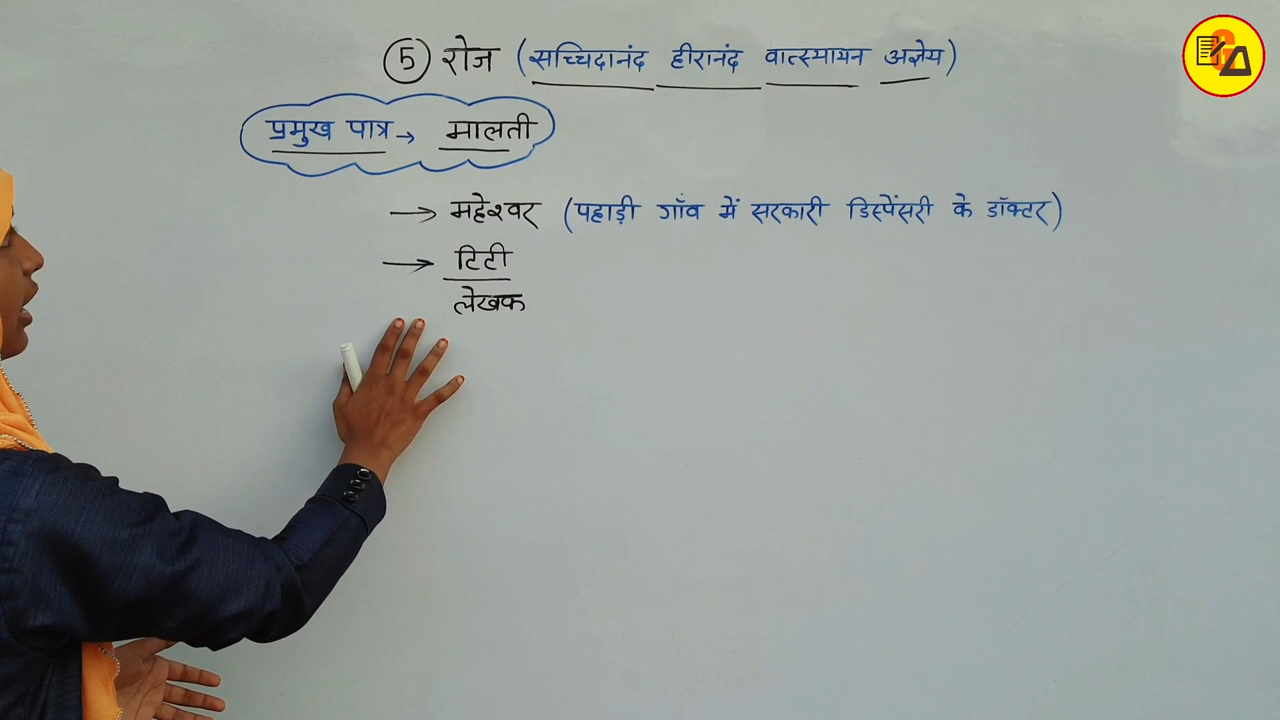 5 रोज (सच्चिदानंद हीरानंद वात्स्यायन अज्ञेय)
प्रमुख पात्र → मालती
→ महेश्वर (पहाड़ी गाँव में सरकारी डिस्पेंसरी के डॉक्टर)
→ टिटी
लेखक